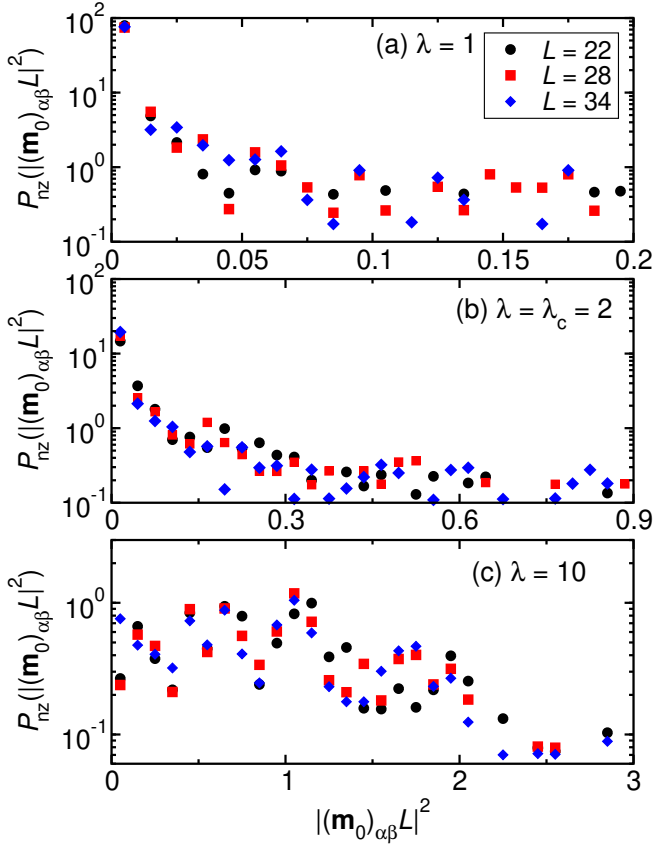 (a) λ = 1
L = 22
L = 28
L = 34
P_nz(|(m_0)_αβ L|^2)
10^2
10^1
10^0
10^-1
0
0.05
0.1
0.15
0.2
(b) λ = λ_c = 2
P_nz(|(m_0)_αβ L|^2)
10^2
10^1
10^0
10^-1
0
0.3
0.6
0.9
(c) λ = 10
P_nz(|(m_0)_αβ L|^2)
10^0
10^-1
0
1
2
3
|(m_0)_αβ L|^2